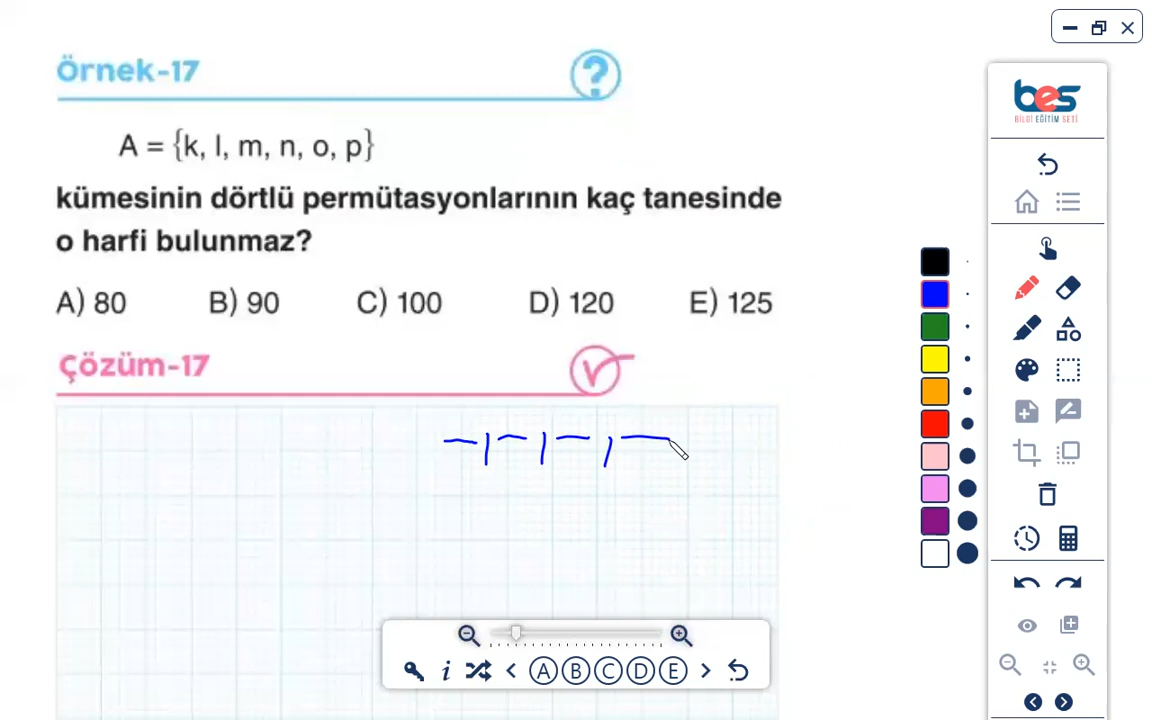 Örnek-17
?
A = {k, l, m, n, o, p}
kümesinin dörtlü permütasyonlarının kaç tanesinde
o harfi bulunmaz?
A) 80 B) 90 C) 100 D) 120 E) 125
Çözüm-17
bes
BİLGİ EĞİTİM SETİ
i < A B C D E >